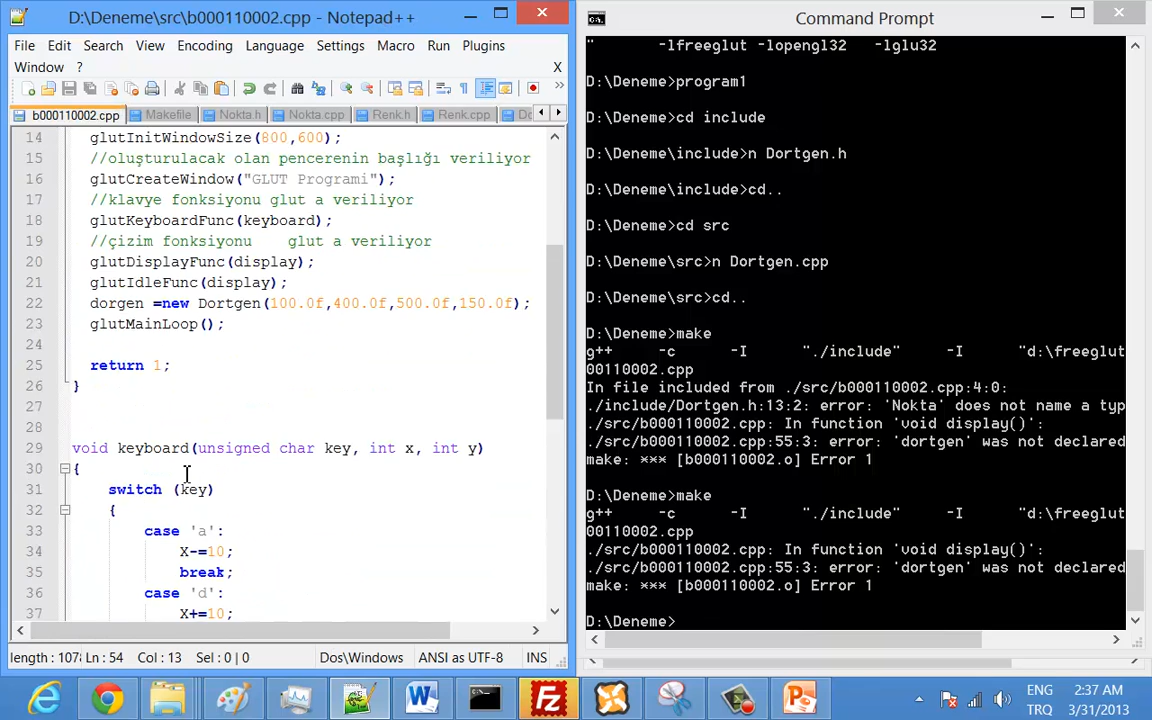 D:\Deneme\src\b000110002.cpp - Notepad++
File Edit Search View Encoding Language Settings Macro Run Plugins
Window ? X
b000110002.cpp Makefile Nokta.h Nokta.cpp Renk.h Renk.cpp Do
14 glutInitWindowSize(800,600);
15 //oluşturulacak olan pencerenin başlığı veriliyor
16 glutCreateWindow("GLUT Programi");
17 //klavye fonksiyonu glut a veriliyor
18 glutKeyboardFunc(keyboard);
19 //çizim fonksiyonu    glut a veriliyor
20 glutDisplayFunc(display);
21 glutIdleFunc(display);
22 dorgen =new Dortgen(100.0f,400.0f,500.0f,150.0f);
23 glutMainLoop();
24
25 return 1;
26 }
27
28
29 void keyboard(unsigned char key, int x, int y)
30 {
31 switch (key)
32 {
33 case 'a':
34 X-=10;
35 break;
36 case 'd':
37 X+=10;
length : 107 Ln : 54 Col : 13 Sel : 0 | 0 Dos\Windows ANSI as UTF-8 INS
Command Prompt
" -lfreeglut -lopengl32 -lglu32
D:\Deneme>program1
D:\Deneme>cd include
D:\Deneme\include>n Dortgen.h
D:\Deneme\include>cd..
D:\Deneme>cd src
D:\Deneme\src>n Dortgen.cpp
D:\Deneme\src>cd..
D:\Deneme>make
g++ -c -I "./include" -I "d:\freeglut
00110002.cpp
In file included from ./src/b000110002.cpp:4:0:
./include/Dortgen.h:13:2: error: 'Nokta' does not name a typ
./src/b000110002.cpp: In function 'void display()':
./src/b000110002.cpp:55:3: error: 'dortgen' was not declared
make: *** [b000110002.o] Error 1
D:\Deneme>make
g++ -c -I "./include" -I "d:\freeglut
00110002.cpp
./src/b000110002.cpp: In function 'void display()':
./src/b000110002.cpp:55:3: error: 'dortgen' was not declared
make: *** [b000110002.o] Error 1
D:\Deneme>
ENG 2:37 AM
TRQ 3/31/2013